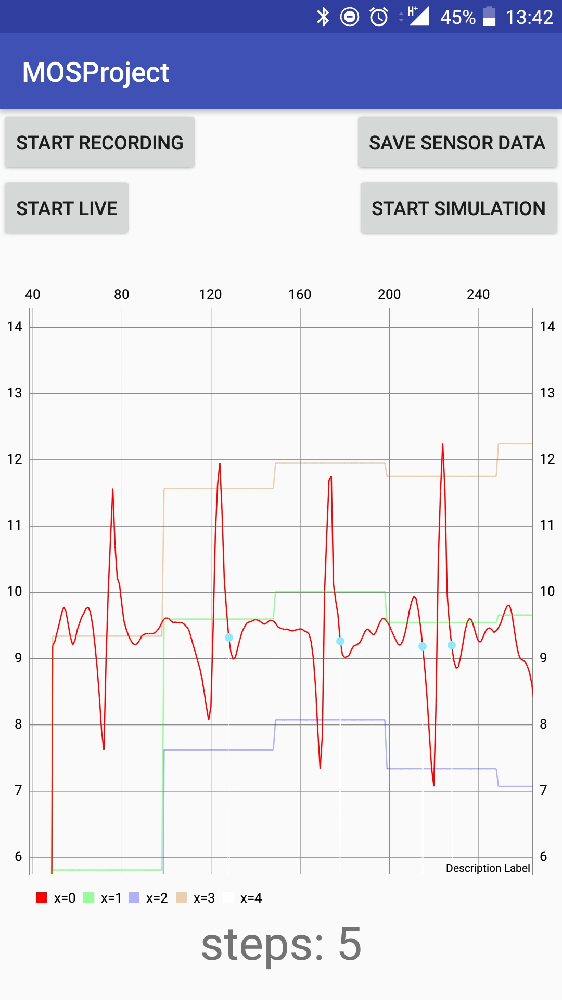 H+ 45% 13:42
MOSProject
START RECORDING SAVE SENSOR DATA
START LIVE START SIMULATION
40 80 120 160 200 240
14 14
13 13
12 12
11 11
10 10
9 9
8 8
7 7
6 6
Description Label
x=0 x=1 x=2 x=3 x=4
steps: 5